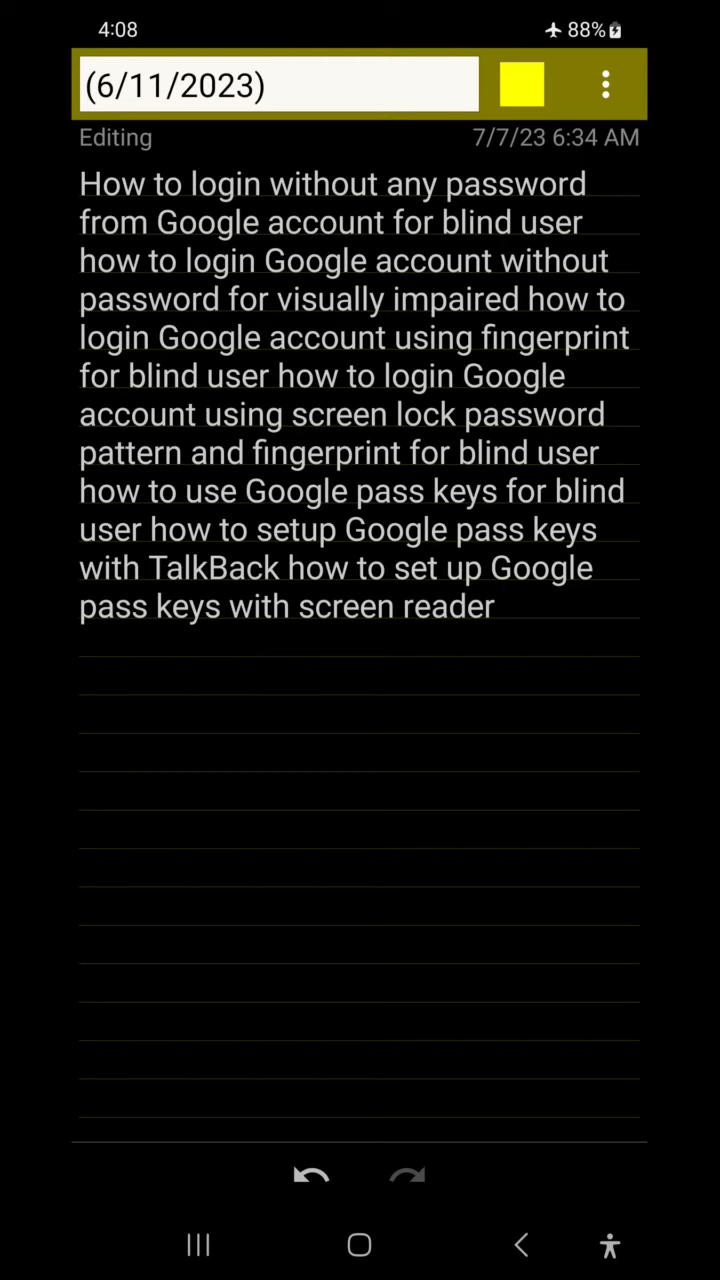 4:08 88%
(6/11/2023)
Editing 7/7/23 6:34 AM
How to login without any password
from Google account for blind user
how to login Google account without
password for visually impaired how to
login Google account using fingerprint
for blind user how to login Google
account using screen lock password
pattern and fingerprint for blind user
how to use Google pass keys for blind
user how to setup Google pass keys
with TalkBack how to set up Google
pass keys with screen reader